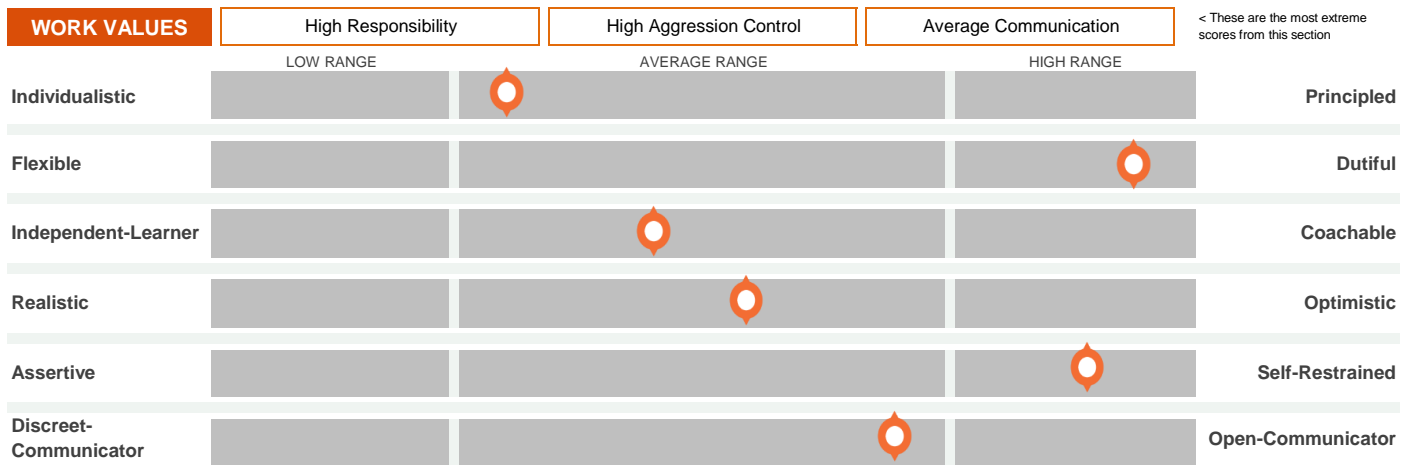 WORK VALUES
High Responsibility
High Aggression Control
Average Communication
< These are the most extreme
scores from this section
LOW RANGE
AVERAGE RANGE
HIGH RANGE
Individualistic
Principled
Flexible
Dutiful
Independent-Learner
Coachable
Realistic
Optimistic
Assertive
Self-Restrained
Discreet-
Communicator
Open-Communicator